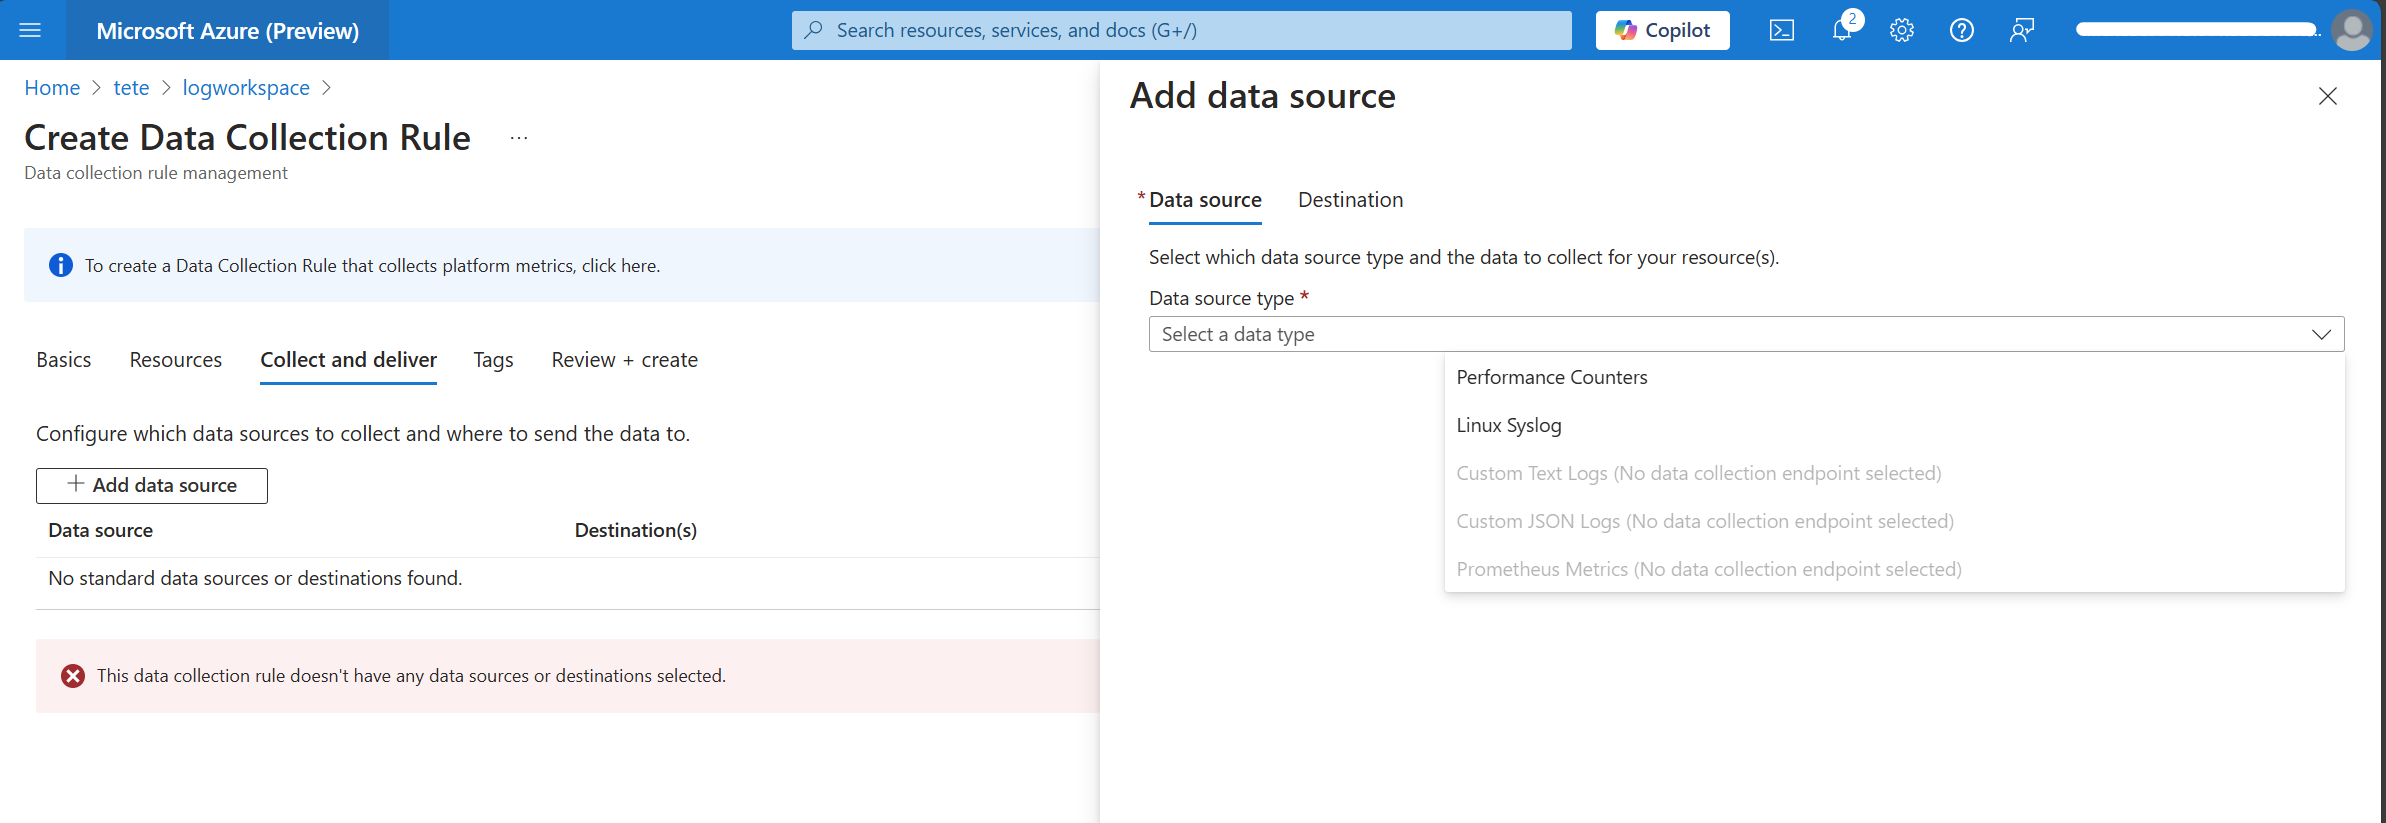 Microsoft Azure (Preview)
Search resources, services, and docs (G+/)
Copilot
2
Home > tete > logworkspace >
Create Data Collection Rule ...
Data collection rule management
To create a Data Collection Rule that collects platform metrics, click here.
Basics Resources Collect and deliver Tags Review + create
Configure which data sources to collect and where to send the data to.
+ Add data source
Data source Destination(s)
No standard data sources or destinations found.
This data collection rule doesn't have any data sources or destinations selected.
Add data source
* Data source Destination
Select which data source type and the data to collect for your resource(s).
Data source type *
Select a data type
Performance Counters
Linux Syslog
Custom Text Logs (No data collection endpoint selected)
Custom JSON Logs (No data collection endpoint selected)
Prometheus Metrics (No data collection endpoint selected)